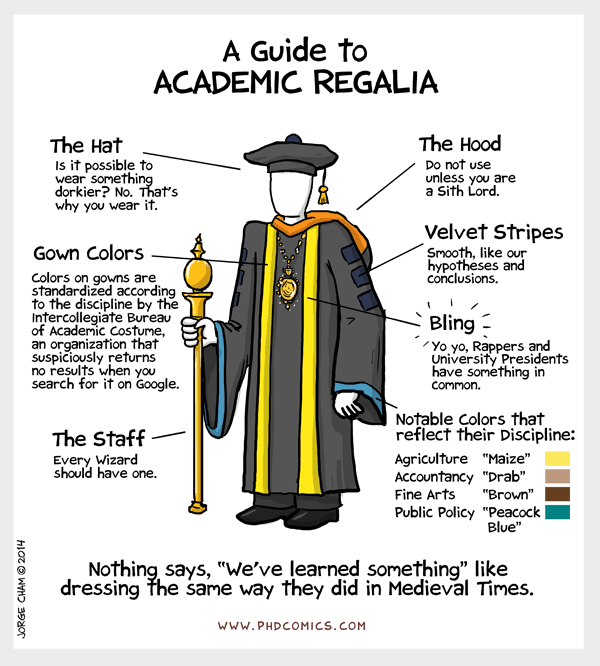 A Guide to
ACADEMIC REGALIA
The Hat
Is it possible to
wear something
dorkier? No. That's
why you wear it.
The Hood
Do not use
unless you are
a Sith Lord.
Gown Colors
Colors on gowns are
standardized according
to the discipline by the
Intercollegiate Bureau
of Academic Costume,
an organization that
suspiciously returns
no results when you
search for it on Google.
Velvet Stripes
Smooth, like our
hypotheses and
conclusions.
Bling
Yo yo, Rappers and
University Presidents
have something in
common.
The Staff
Every Wizard
should have one.
Notable Colors that
reflect their Discipline:
Agriculture "Maize"
Accountancy "Drab"
Fine Arts "Brown"
Public Policy "Peacock
Blue"
Nothing says, "We've learned something" like
dressing the same way they did in Medieval Times.
JORGE CHAM © 2014
WWW.PHDCOMICS.COM